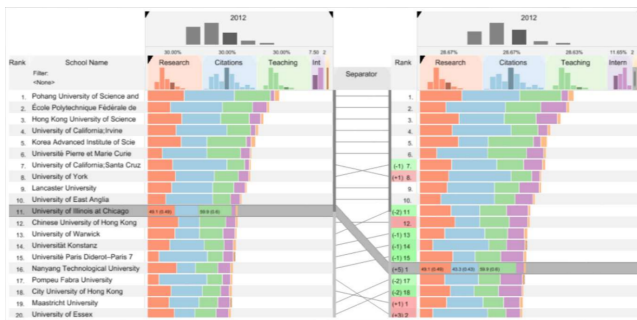 2012
2012
30.00% 30.00% 30.00% 7.50 2
28.67% 28.67% 28.63% 11.65% 2
Rank School Name Research Citations Teaching Int
Separator
Rank Research Citations Teaching Intern
Filter:
<None>
1. Pohang University of Science and 1.
2. École Polytechnique Fédérale de 2.
3. Hong Kong University of Science 3.
4. University of California;Irvine 4.
5. Korea Advanced Institute of Scie 5.
6. Université Pierre et Marie Curie 6.
7. University of California;Santa Cruz (-1) 7.
8. University of York (+1) 8.
9. Lancaster University 9.
10. University of East Anglia 10.
11. University of Illinois at Chicago (-2) 11
12. Chinese University of Hong Kong 12.
13. University of Warwick (-1) 13
14. Universität Konstanz (-1) 14
15. Université Paris Diderot–Paris 7 (-1) 15
16. Nanyang Technological University (+5) 1
17. Pompeu Fabra University (-2) 17
18. City University of Hong Kong (-2) 18
19. Maastricht University (+1) 1
20. University of Essex (+3) 2